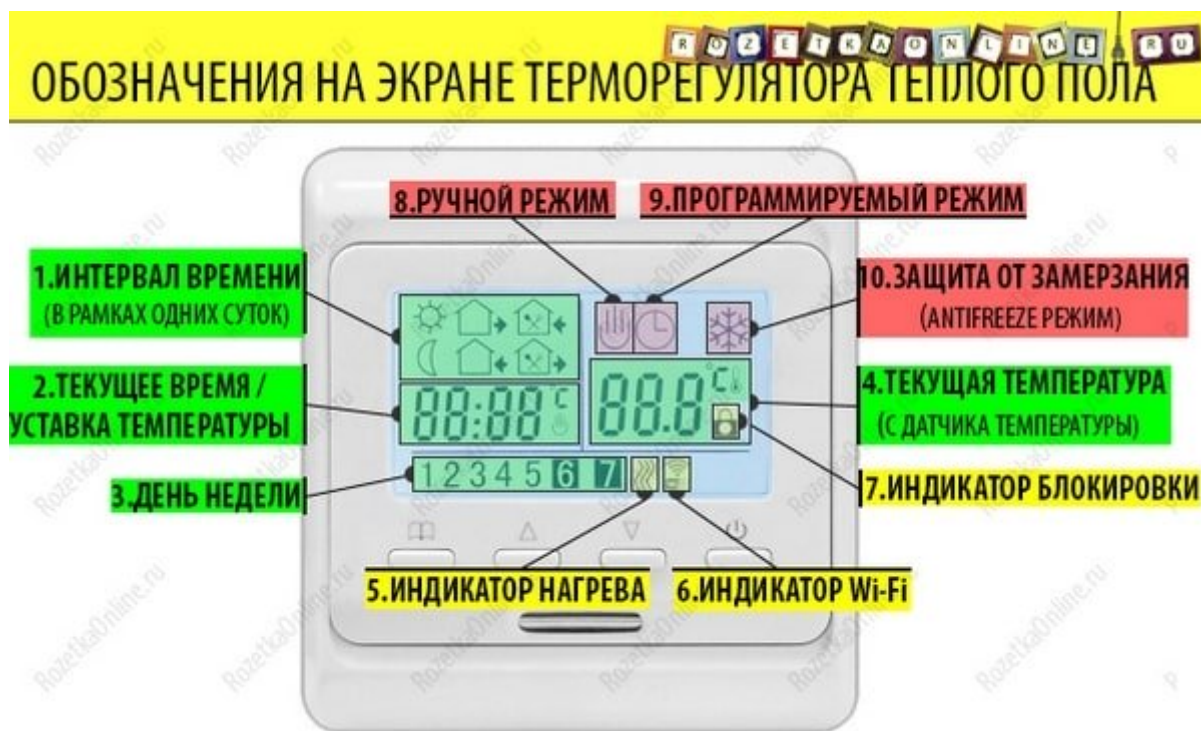 ROZETKAONLINE RU
ОБОЗНАЧЕНИЯ НА ЭКРАНЕ ТЕРМОРЕГУЛЯТОРА ТЕПЛОГО ПОЛА
8.РУЧНОЙ РЕЖИМ
9.ПРОГРАММИРУЕМЫЙ РЕЖИМ
1.ИНТЕРВАЛ ВРЕМЕНИ
(В РАМКАХ ОДНИХ СУТОК)
10.ЗАЩИТА ОТ ЗАМЕРЗАНИЯ
(ANTIFREEZE РЕЖИМ)
2.ТЕКУЩЕЕ ВРЕМЯ /
УСТАВКА ТЕМПЕРАТУРЫ
88:88 °C
88.8 °C
4.ТЕКУЩАЯ ТЕМПЕРАТУРА
(С ДАТЧИКА ТЕМПЕРАТУРЫ)
3.ДЕНЬ НЕДЕЛИ
1 2 3 4 5 6 7
7.ИНДИКАТОР БЛОКИРОВКИ
5.ИНДИКАТОР НАГРЕВА
6.ИНДИКАТОР Wi-Fi
RozetkaOnline.ru